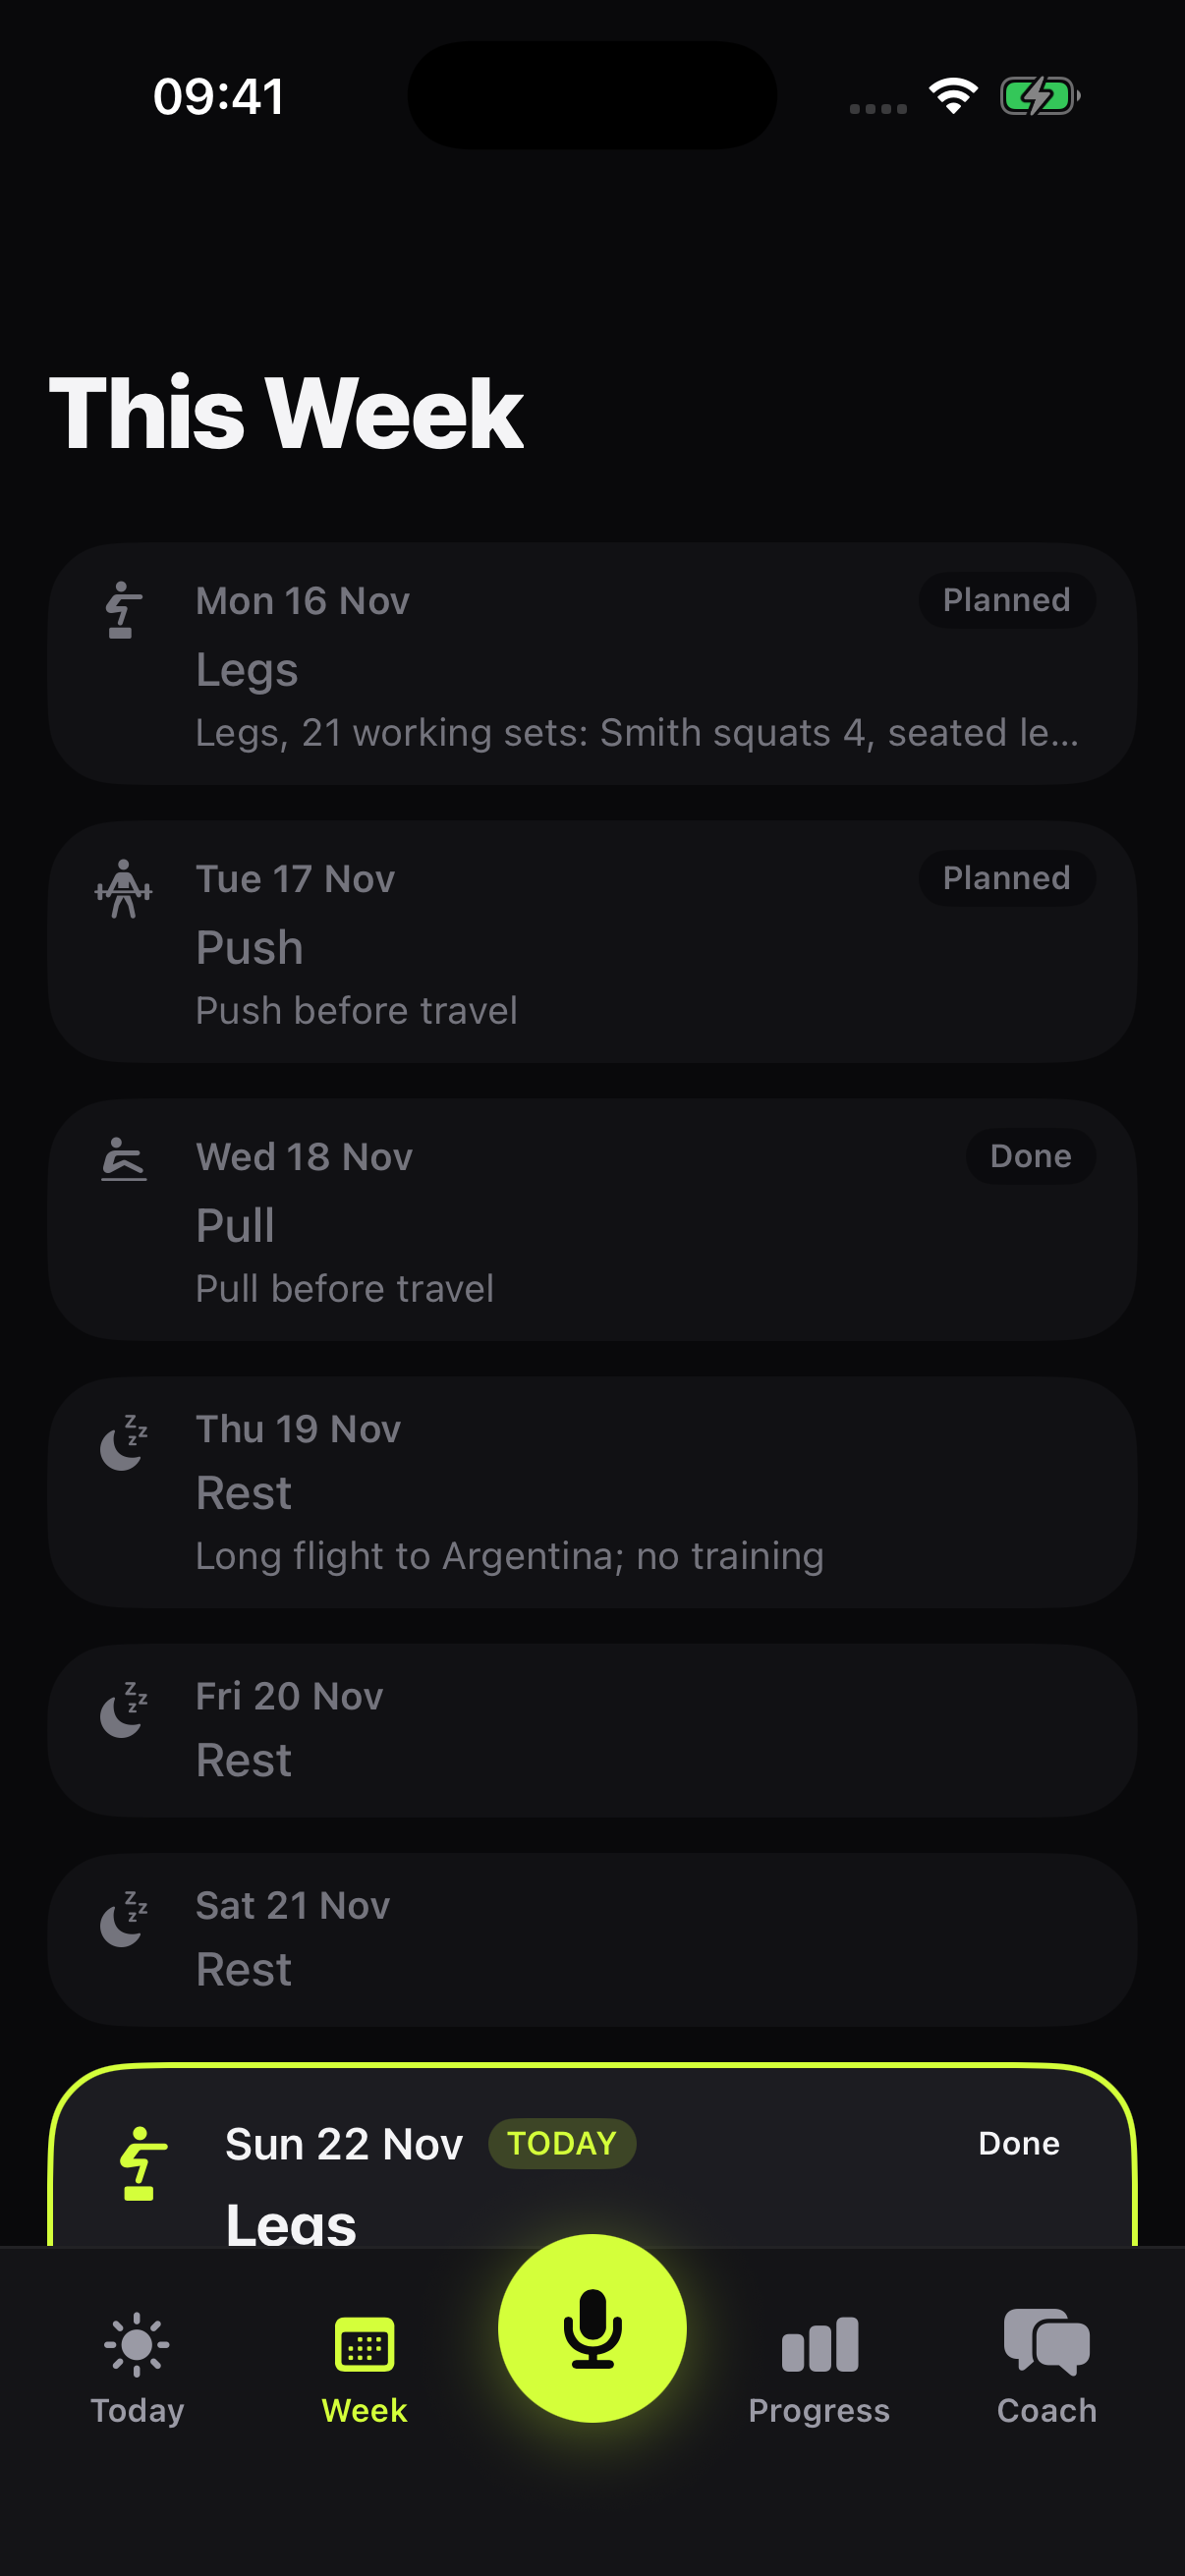 09:41
This Week
Mon 16 Nov
Planned
Legs
Legs, 21 working sets: Smith squats 4, seated le...
Tue 17 Nov
Planned
Push
Push before travel
Wed 18 Nov
Done
Pull
Pull before travel
Thu 19 Nov
Rest
Long flight to Argentina; no training
Fri 20 Nov
Rest
Sat 21 Nov
Rest
Sun 22 Nov TODAY
Done
Legs
Today
Week
Progress
Coach